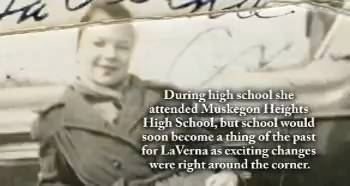 During high school she
attended Muskegon Heights
High School, but school would
soon become a thing of the past
for LaVerna as exciting changes
were right around the corner.